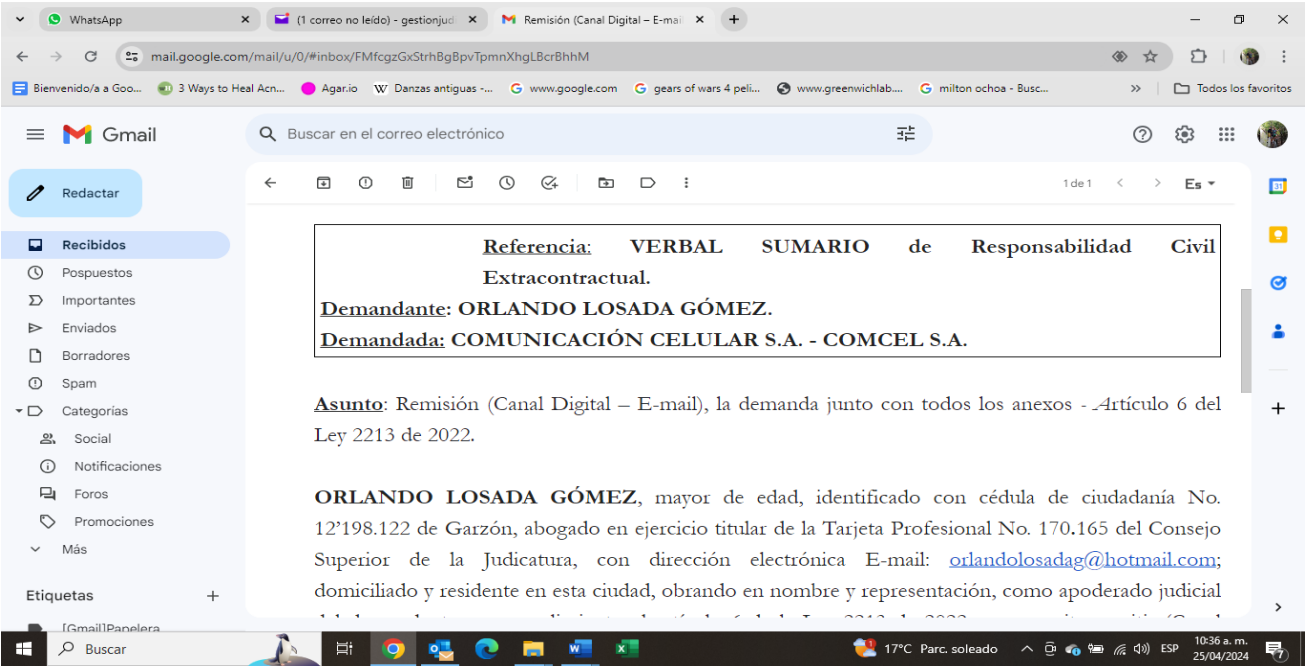 WhatsApp
(1 correo no leído) - gestionjudi
Remisión (Canal Digital – E-mai
mail.google.com/mail/u/0/#inbox/FMfcgzGxStrhBgBpvTpmnXhgLBcrBhhM
Bienvenido/a a Goo...
3 Ways to Heal Acn...
Agar.io
Danzas antiguas -...
www.google.com
gears of wars 4 peli...
www.greenwichlab....
milton ochoa - Busc...
Todos los favoritos
Gmail
Buscar en el correo electrónico
Redactar
1 de 1
Es
Recibidos
Pospuestos
Importantes
Enviados
Borradores
Spam
Categorías
Social
Notificaciones
Foros
Promociones
Más
Etiquetas
[Gmail]Papelera
Referencia: VERBAL SUMARIO de Responsabilidad Civil
Extracontractual.
Demandante: ORLANDO LOSADA GÓMEZ.
Demandada: COMUNICACIÓN CELULAR S.A. - COMCEL S.A.
Asunto: Remisión (Canal Digital – E-mail), la demanda junto con todos los anexos - Artículo 6 del
Ley 2213 de 2022.
ORLANDO LOSADA GÓMEZ, mayor de edad, identificado con cédula de ciudadanía No.
12’198.122 de Garzón, abogado en ejercicio titular de la Tarjeta Profesional No. 170.165 del Consejo
Superior de la Judicatura, con dirección electrónica E-mail: orlandolosadag@hotmail.com;
domiciliado y residente en esta ciudad, obrando en nombre y representación, como apoderado judicial
31
Buscar
17°C Parc. soleado
ESP
10:36 a. m.
25/04/2024
7